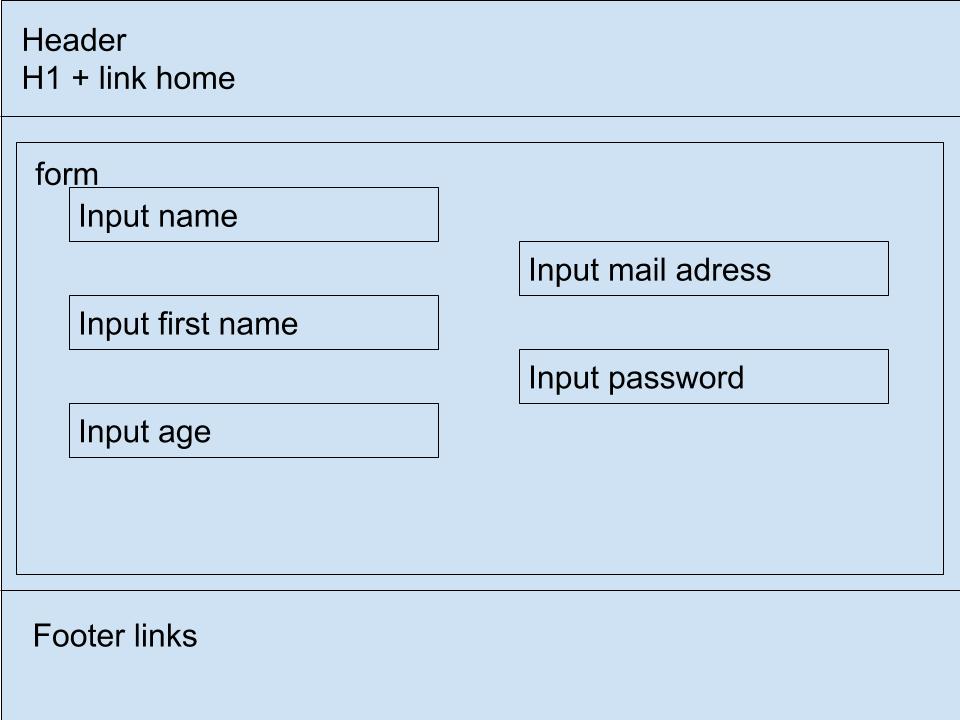 Header
H1 + link home
form
Input name
Input mail adress
Input first name
Input password
Input age
Footer links